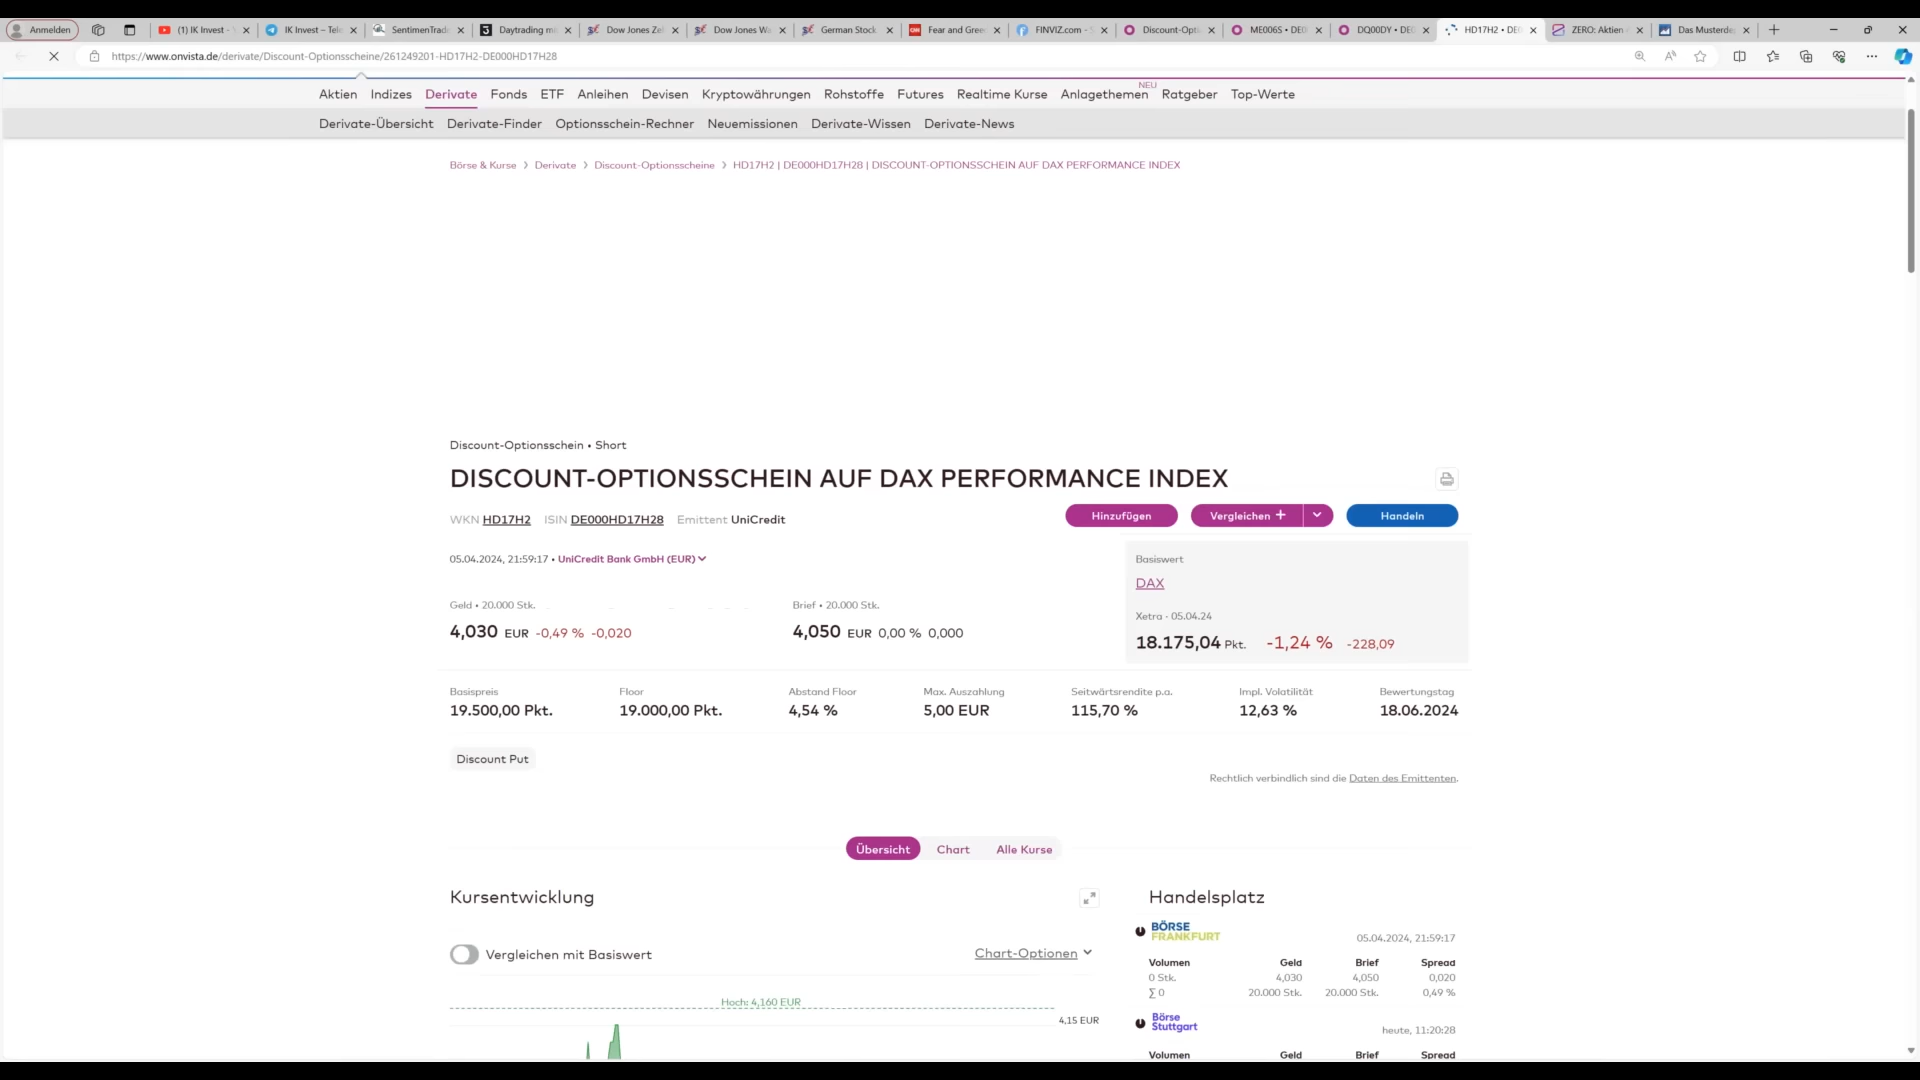 Anmelden
(1) IK Invest -
IK Invest – Tele
SentimenTrade
Daytrading mi
Dow Jones Zei
Dow Jones Wa
German Stock
Fear and Greed
FINVIZ.com - S
Discount-Opti
ME006S • DE0
DQ00DY • DE0
HD17H2 • DE0
ZERO: Aktien
Das Musterde
https://www.onvista.de/derivate/Discount-Optionsscheine/261249201-HD17H2-DE000HD17H28
NEU
Aktien Indizes Derivate Fonds ETF Anleihen Devisen Kryptowährungen Rohstoffe Futures Realtime Kurse Anlagethemen Ratgeber Top-Werte
Derivate-Übersicht Derivate-Finder Optionsschein-Rechner Neuemissionen Derivate-Wissen Derivate-News
Börse & Kurse > Derivate > Discount-Optionsscheine > HD17H2 | DE000HD17H28 | DISCOUNT-OPTIONSSCHEIN AUF DAX PERFORMANCE INDEX
Discount-Optionsschein • Short
DISCOUNT-OPTIONSSCHEIN AUF DAX PERFORMANCE INDEX
WKN HD17H2 ISIN DE000HD17H28 Emittent UniCredit
Hinzufügen Vergleichen + Handeln
05.04.2024, 21:59:17 • UniCredit Bank GmbH (EUR)
Basiswert
DAX
Geld • 20.000 Stk. Brief • 20.000 Stk.
Xetra · 05.04.24
4,030 EUR -0,49 % -0,020 4,050 EUR 0,00 % 0,000
18.175,04 Pkt. -1,24 % -228,09
Basispreis Floor Abstand Floor Max. Auszahlung Seitwärtsrendite p.a. Impl. Volatilität Bewertungstag
19.500,00 Pkt. 19.000,00 Pkt. 4,54 % 5,00 EUR 115,70 % 12,63 % 18.06.2024
Discount Put
Rechtlich verbindlich sind die Daten des Emittenten.
Übersicht Chart Alle Kurse
Kursentwicklung
Vergleichen mit Basiswert Chart-Optionen
Hoch: 4,160 EUR
4,15 EUR
Handelsplatz
BÖRSE
FRANKFURT
05.04.2024, 21:59:17
Volumen Geld Brief Spread
0 Stk. 4,030 4,050 0,020
∑ 0 20.000 Stk. 20.000 Stk. 0,49 %
Börse
Stuttgart
heute, 11:20:28
Volumen Geld Brief Spread